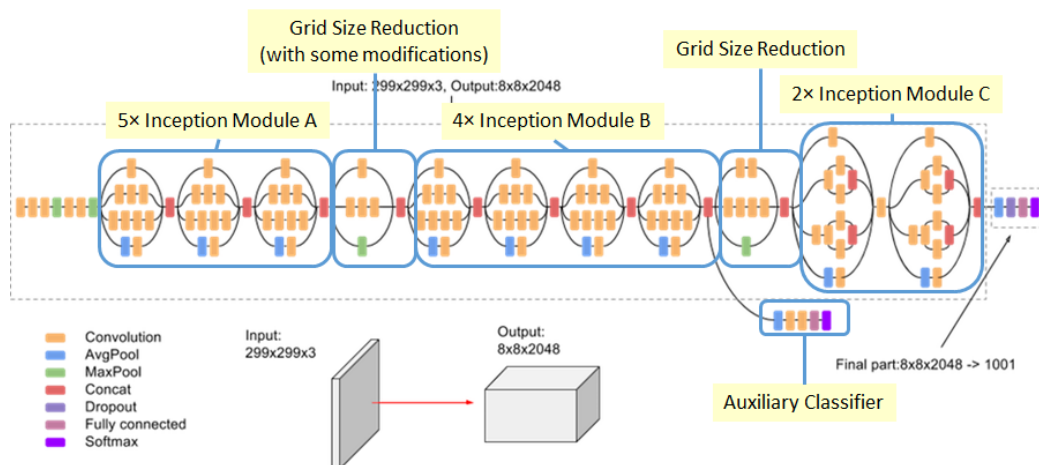 Grid Size Reduction
(with some modifications)
Grid Size Reduction
Input: 299x299x3, Output:8x8x2048
5× Inception Module A
4× Inception Module B
2× Inception Module C
Convolution
AvgPool
MaxPool
Concat
Dropout
Fully connected
Softmax
Input:
299x299x3
Output:
8x8x2048
Final part:8x8x2048 -> 1001
Auxiliary Classifier